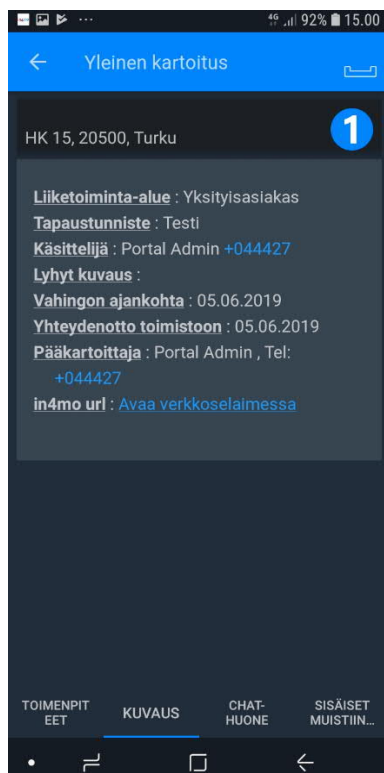 4G 92% 15.00
Yleinen kartoitus
HK 15, 20500, Turku
1
Liiketoiminta-alue : Yksityisasiakas
Tapaustunniste : Testi
Käsittelijä : Portal Admin +044427
Lyhyt kuvaus :
Vahingon ajankohta : 05.06.2019
Yhteydenotto toimistoon : 05.06.2019
Pääkartoittaja : Portal Admin , Tel:
+044427
in4mo url : Avaa verkkoselaimessa
TOIMENPIT
EET
KUVAUS
CHAT-
HUONE
SISÄISET
MUISTIIN...